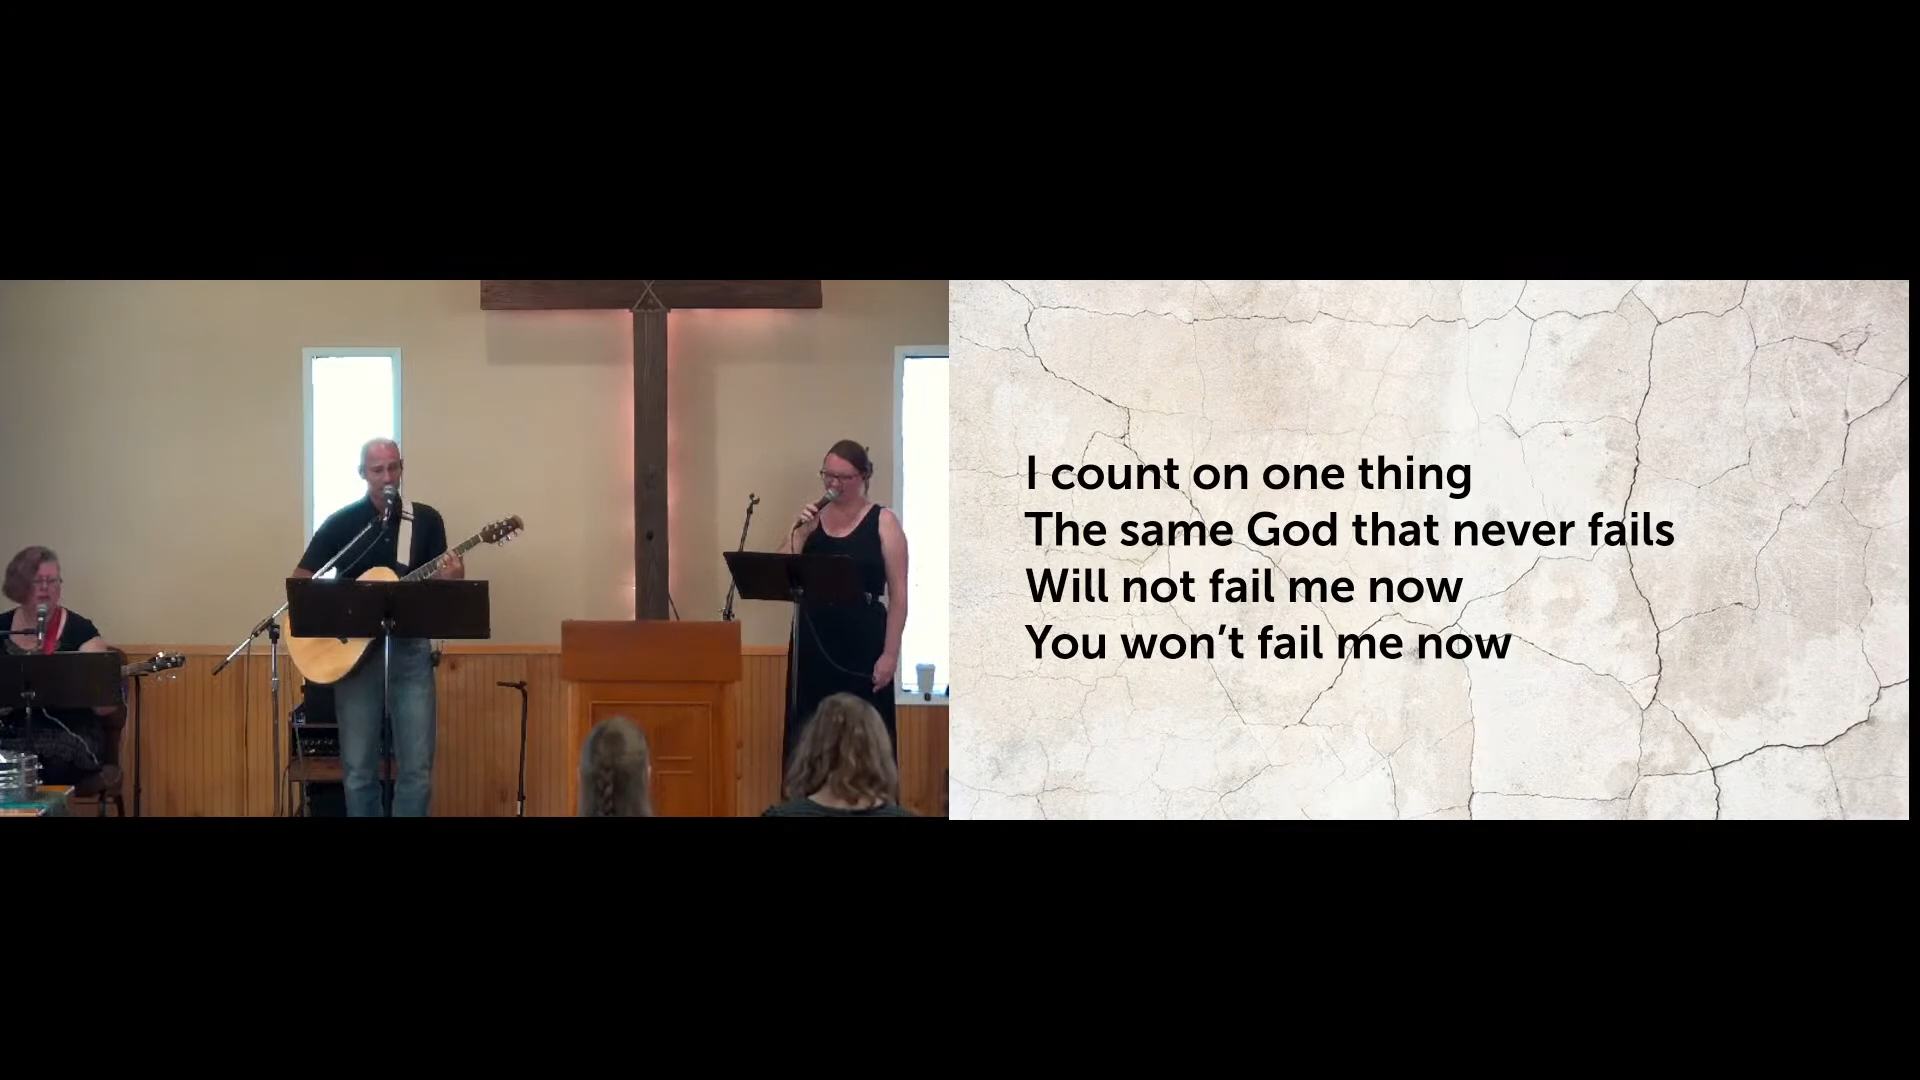 I count on one thing
The same God that never fails
Will not fail me now
You won’t fail me now